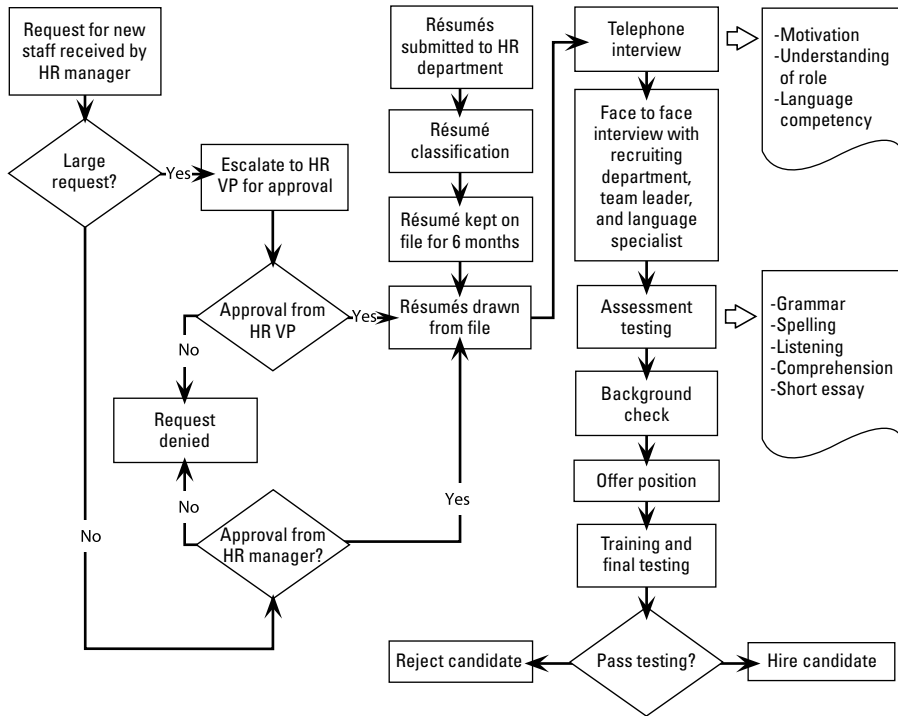 Request for new
staff received by
HR manager
Large
request?
Yes
Escalate to HR
VP for approval
Approval from
HR VP
Yes
No
Request
denied
No
Approval from
HR manager?
Yes
No
Résumés
submitted to HR
department
Résumé
classification
Résumé kept on
file for 6 months
Résumés drawn
from file
Telephone
interview
-Motivation
-Understanding
of role
-Language
competency
Face to face
interview with
recruiting
department,
team leader,
and language
specialist
Assessment
testing
-Grammar
-Spelling
-Listening
-Comprehension
-Short essay
Background
check
Offer position
Training and
final testing
Pass testing?
Reject candidate
Hire candidate